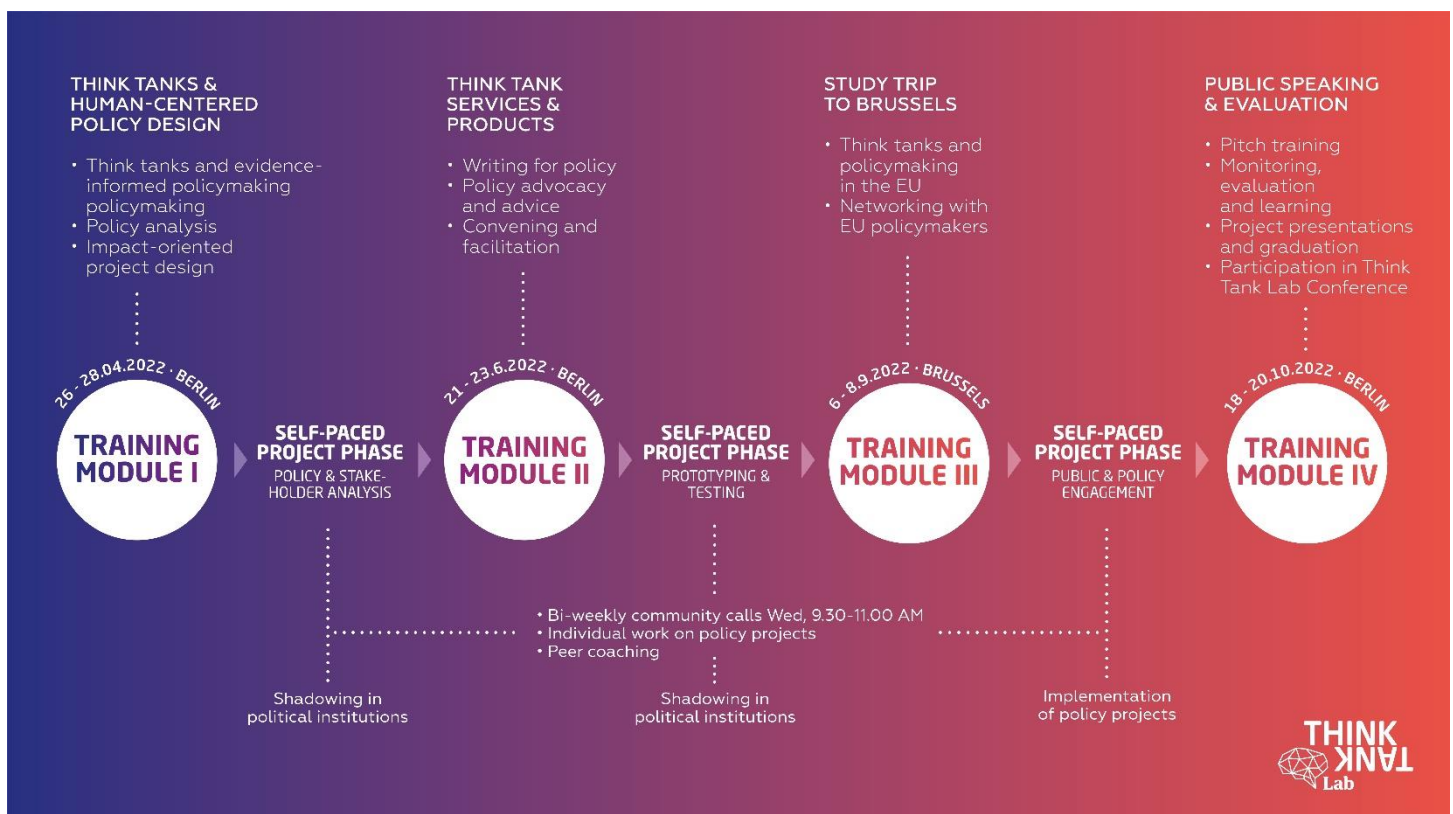 THINK TANKS &
HUMAN-CENTERED
POLICY DESIGN
• Think tanks and evidence-
informed policymaking
policymaking
• Policy analysis
• Impact-oriented
project design
THINK TANK
SERVICES &
PRODUCTS
• Writing for policy
• Policy advocacy
and advice
• Convening and
facilitation
STUDY TRIP
TO BRUSSELS
• Think tanks and
policymaking
in the EU
• Networking with
EU policymakers
PUBLIC SPEAKING
& EVALUATION
• Pitch training
• Monitoring,
evaluation
and learning
• Project presentations
and graduation
• Participation in Think
Tank Lab Conference
26 - 28.04.2022 · BERLIN
TRAINING
MODULE I
SELF-PACED
PROJECT PHASE
POLICY & STAKE-
HOLDER ANALYSIS
21 - 23.6.2022 · BERLIN
TRAINING
MODULE II
SELF-PACED
PROJECT PHASE
PROTOTYPING &
TESTING
6 - 8.9.2022 · BRUSSELS
TRAINING
MODULE III
SELF-PACED
PROJECT PHASE
PUBLIC & POLICY
ENGAGEMENT
18 - 20.10.2022 · BERLIN
TRAINING
MODULE IV
• Bi-weekly community calls Wed, 9.30-11.00 AM
• Individual work on policy projects
• Peer coaching
Shadowing in
political institutions
Shadowing in
political institutions
Implementation
of policy projects
THINK
TANK
Lab